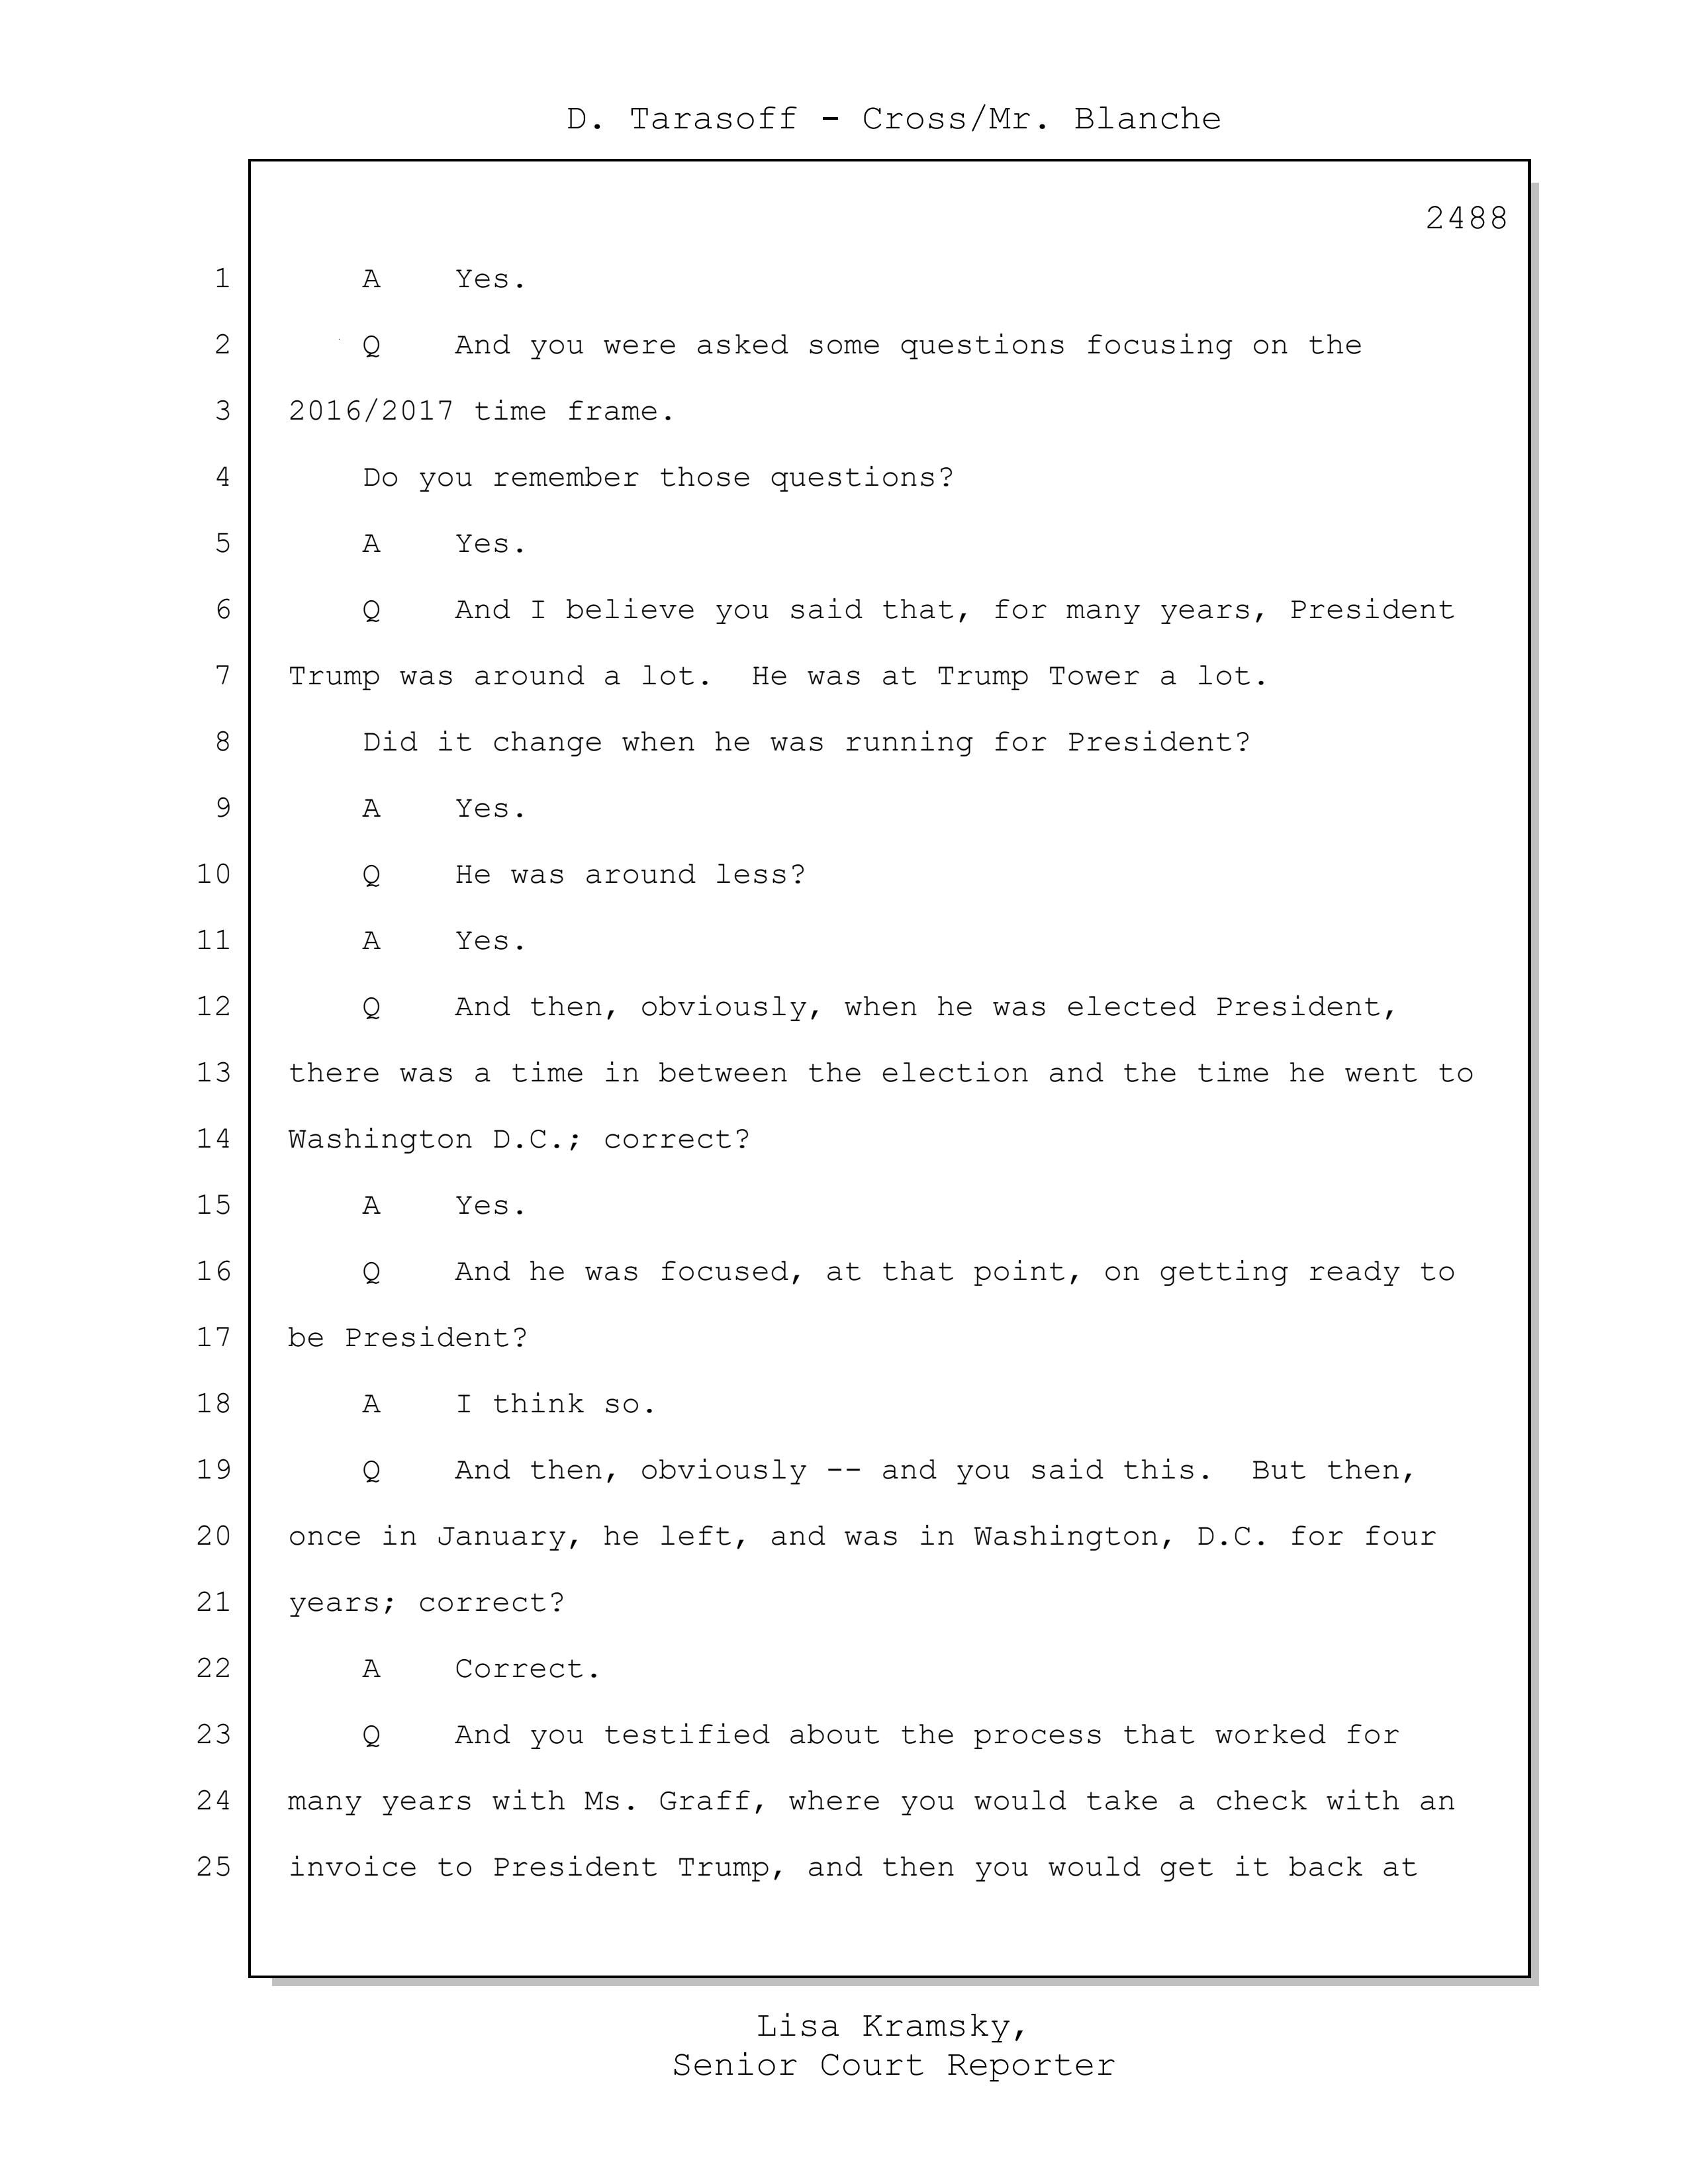 D. Tarasoff - Cross/Mr. Blanche
2488
1 A Yes.
2 Q And you were asked some questions focusing on the
3 2016/2017 time frame.
4 Do you remember those questions?
5 A Yes.
6 Q And I believe you said that, for many years, President
7 Trump was around a lot. He was at Trump Tower a lot.
8 Did it change when he was running for President?
9 A Yes.
10 Q He was around less?
11 A Yes.
12 Q And then, obviously, when he was elected President,
13 there was a time in between the election and the time he went to
14 Washington D.C.; correct?
15 A Yes.
16 Q And he was focused, at that point, on getting ready to
17 be President?
18 A I think so.
19 Q And then, obviously -- and you said this. But then,
20 once in January, he left, and was in Washington, D.C. for four
21 years; correct?
22 A Correct.
23 Q And you testified about the process that worked for
24 many years with Ms. Graff, where you would take a check with an
25 invoice to President Trump, and then you would get it back at
Lisa Kramsky,
Senior Court Reporter